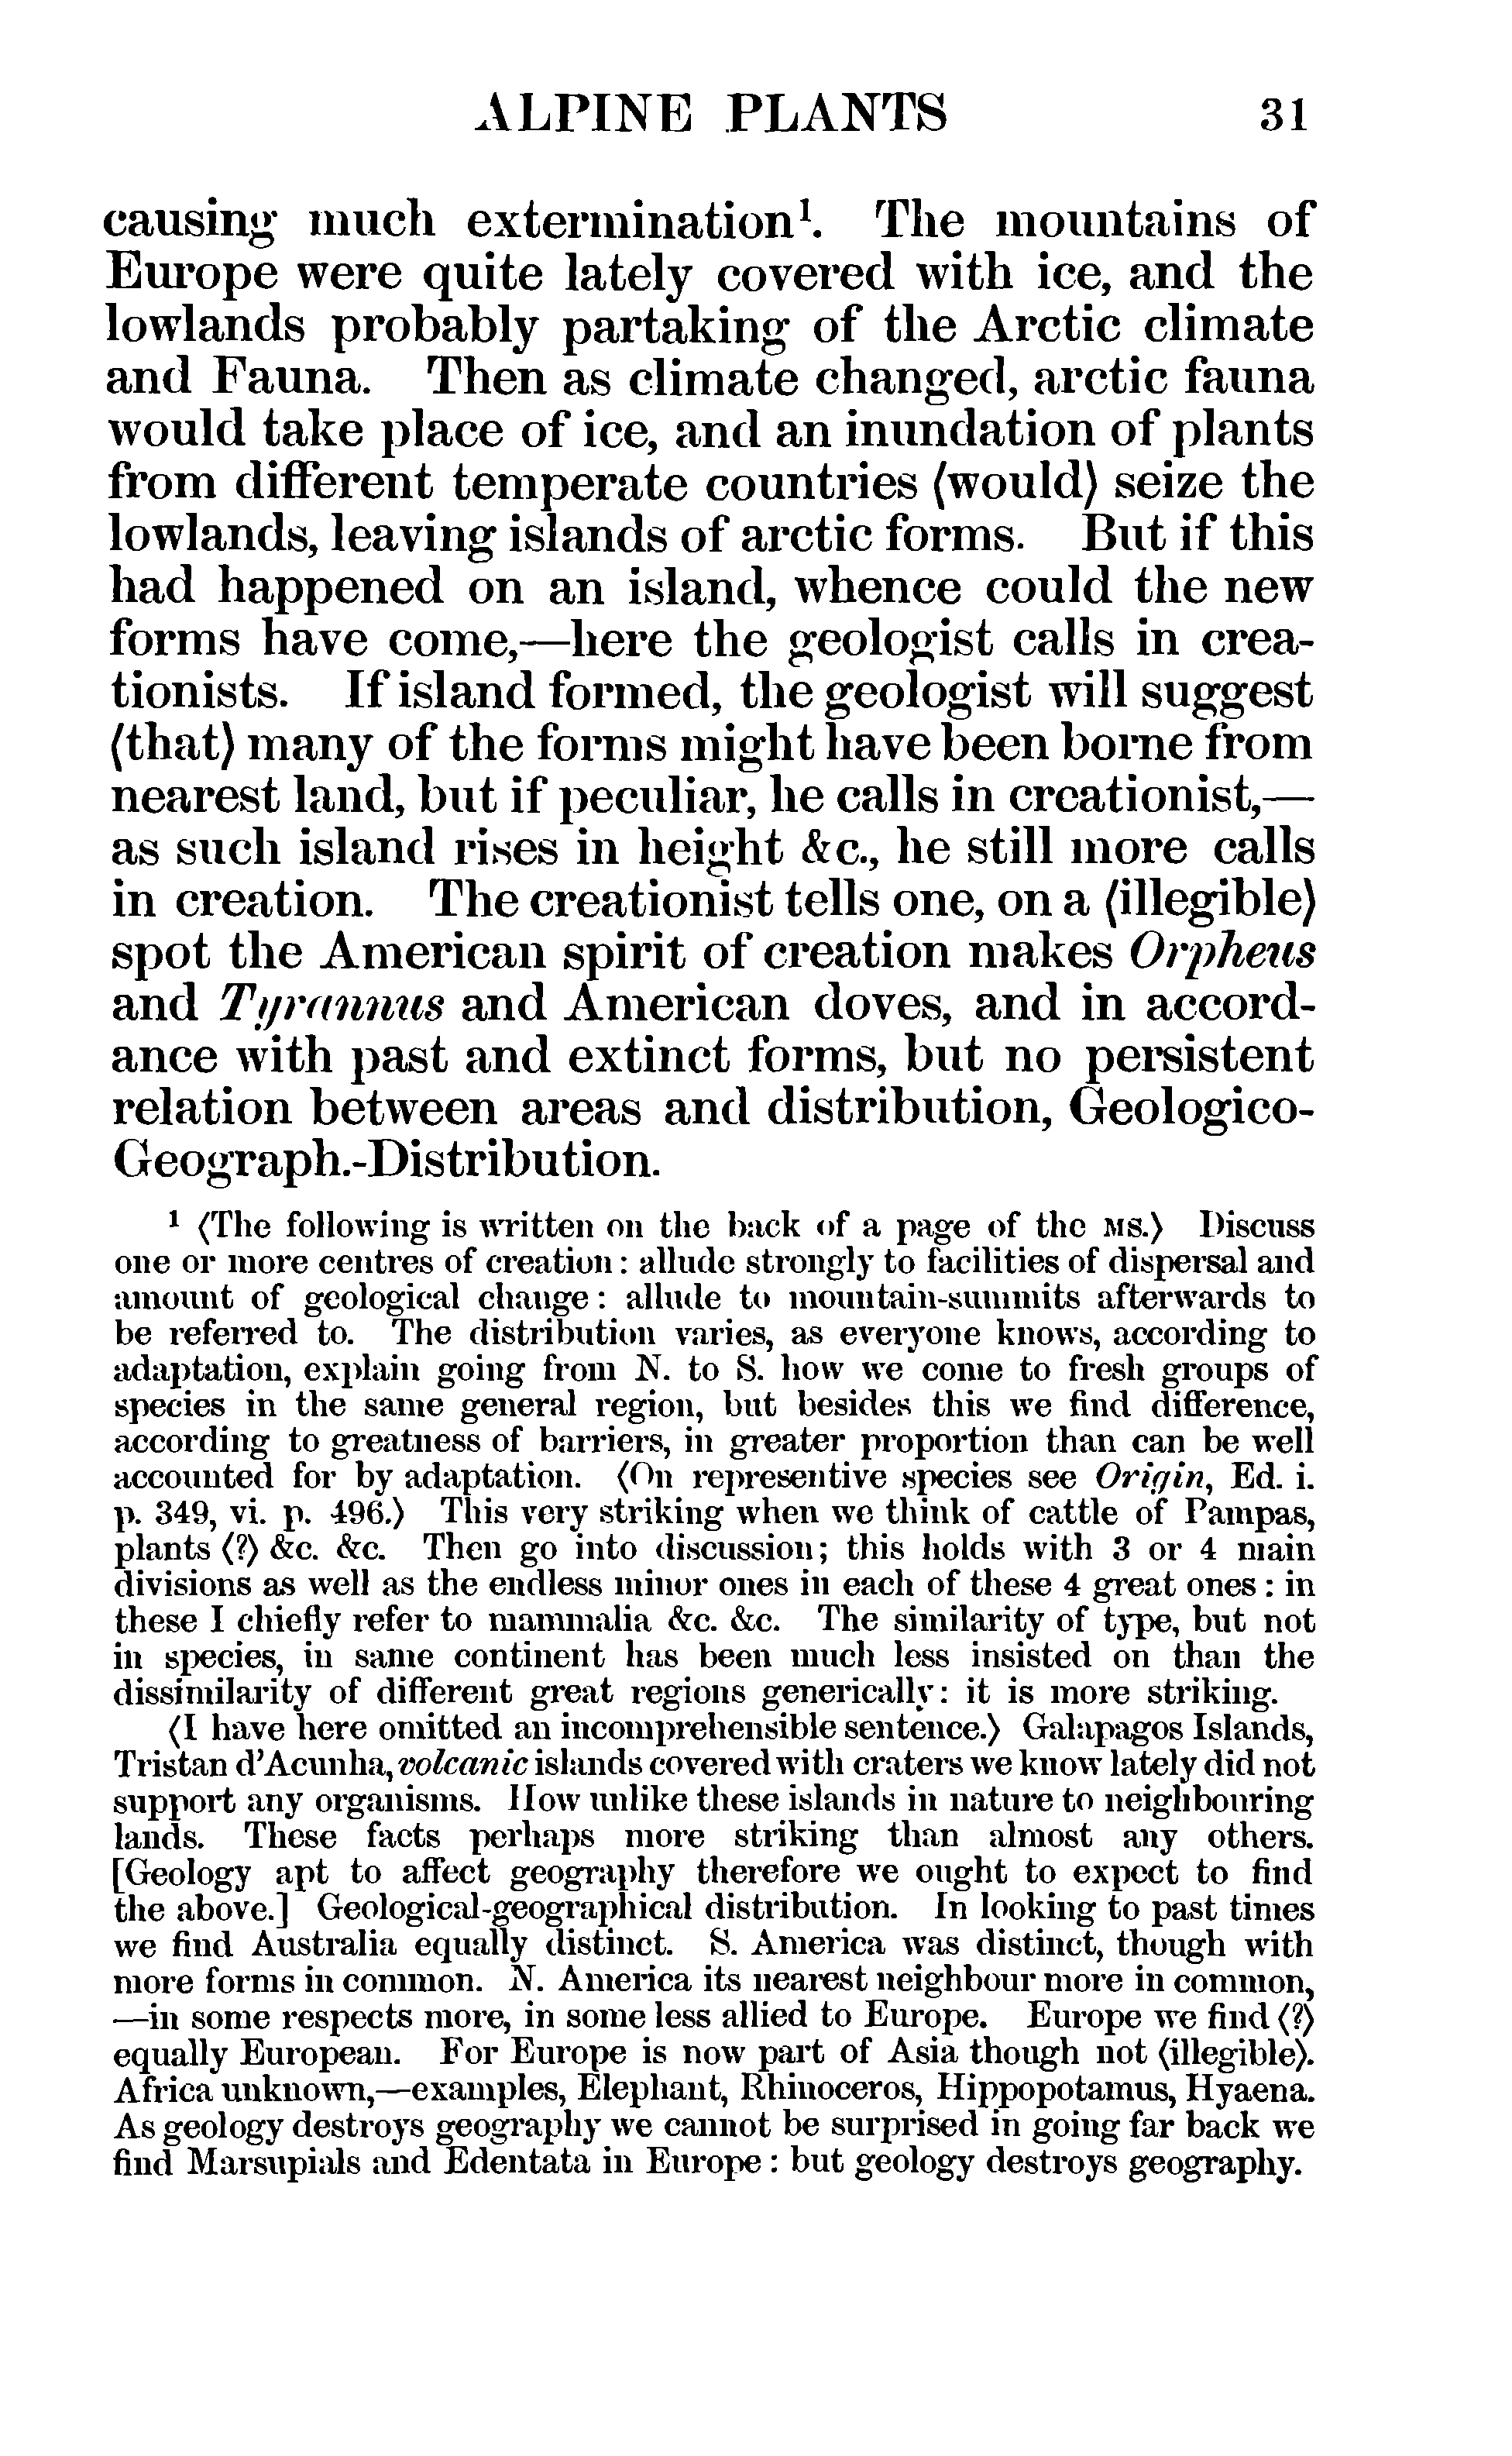 ALPINE PLANTS 31
causing much extermination¹. The mountains of
Europe were quite lately covered with ice, and the
lowlands probably partaking of the Arctic climate
and Fauna. Then as climate changed, arctic fauna
would take place of ice, and an inundation of plants
from different temperate countries ⟨would⟩ seize the
lowlands, leaving islands of arctic forms. But if this
had happened on an island, whence could the new
forms have come,—here the geologist calls in crea-
tionists. If island formed, the geologist will suggest
⟨that⟩ many of the forms might have been borne from
nearest land, but if peculiar, he calls in creationist,—
as such island rises in height &c., he still more calls
in creation. The creationist tells one, on a ⟨illegible⟩
spot the American spirit of creation makes Orpheus
and Tyrannus and American doves, and in accord-
ance with past and extinct forms, but no persistent
relation between areas and distribution, Geologico-
Geograph.-Distribution.
¹ ⟨The following is written on the back of a page of the MS.⟩ Discuss
one or more centres of creation: allude strongly to facilities of dispersal and
amount of geological change: allude to mountain-summits afterwards to
be referred to. The distribution varies, as everyone knows, according to
adaptation, explain going from N. to S. how we come to fresh groups of
species in the same general region, but besides this we find difference,
according to greatness of barriers, in greater proportion than can be well
accounted for by adaptation. ⟨On representive species see Origin, Ed. i.
p. 349, vi. p. 496.⟩ This very striking when we think of cattle of Pampas,
plants ⟨?⟩ &c. &c. Then go into discussion; this holds with 3 or 4 main
divisions as well as the endless minor ones in each of these 4 great ones: in
these I chiefly refer to mammalia &c. &c. The similarity of type, but not
in species, in same continent has been much less insisted on than the
dissimilarity of different great regions generically: it is more striking.
⟨I have here omitted an incomprehensible sentence.⟩ Galapagos Islands,
Tristan d'Acunha, volcanic islands covered with craters we know lately did not
support any organisms. How unlike these islands in nature to neighbouring
lands. These facts perhaps more striking than almost any others.
[Geology apt to affect geography therefore we ought to expect to find
the above.] Geological-geographical distribution. In looking to past times
we find Australia equally distinct. S. America was distinct, though with
more forms in common. N. America its nearest neighbour more in common,
—in some respects more, in some less allied to Europe. Europe we find ⟨?⟩
equally European. For Europe is now part of Asia though not ⟨illegible⟩.
Africa unknown,—examples, Elephant, Rhinoceros, Hippopotamus, Hyaena.
As geology destroys geography we cannot be surprised in going far back we
find Marsupials and Edentata in Europe: but geology destroys geography.